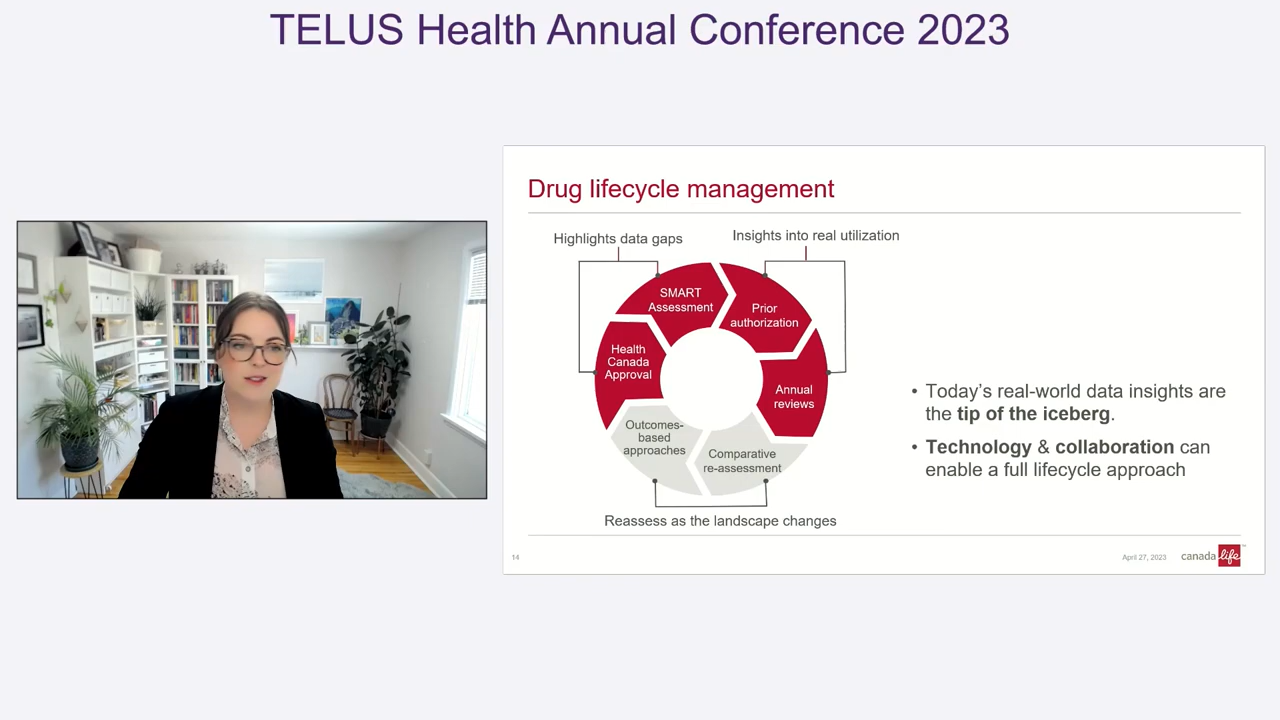 TELUS Health Annual Conference 2023
Drug lifecycle management
Highlights data gaps
Insights into real utilization
SMART
Assessment
Prior
authorization
Health
Canada
Approval
Annual
reviews
Outcomes-
based
approaches
Comparative
re-assessment
Reassess as the landscape changes
• Today’s real-world data insights are
the tip of the iceberg.
• Technology & collaboration can
enable a full lifecycle approach
14
April 27, 2023
canada life